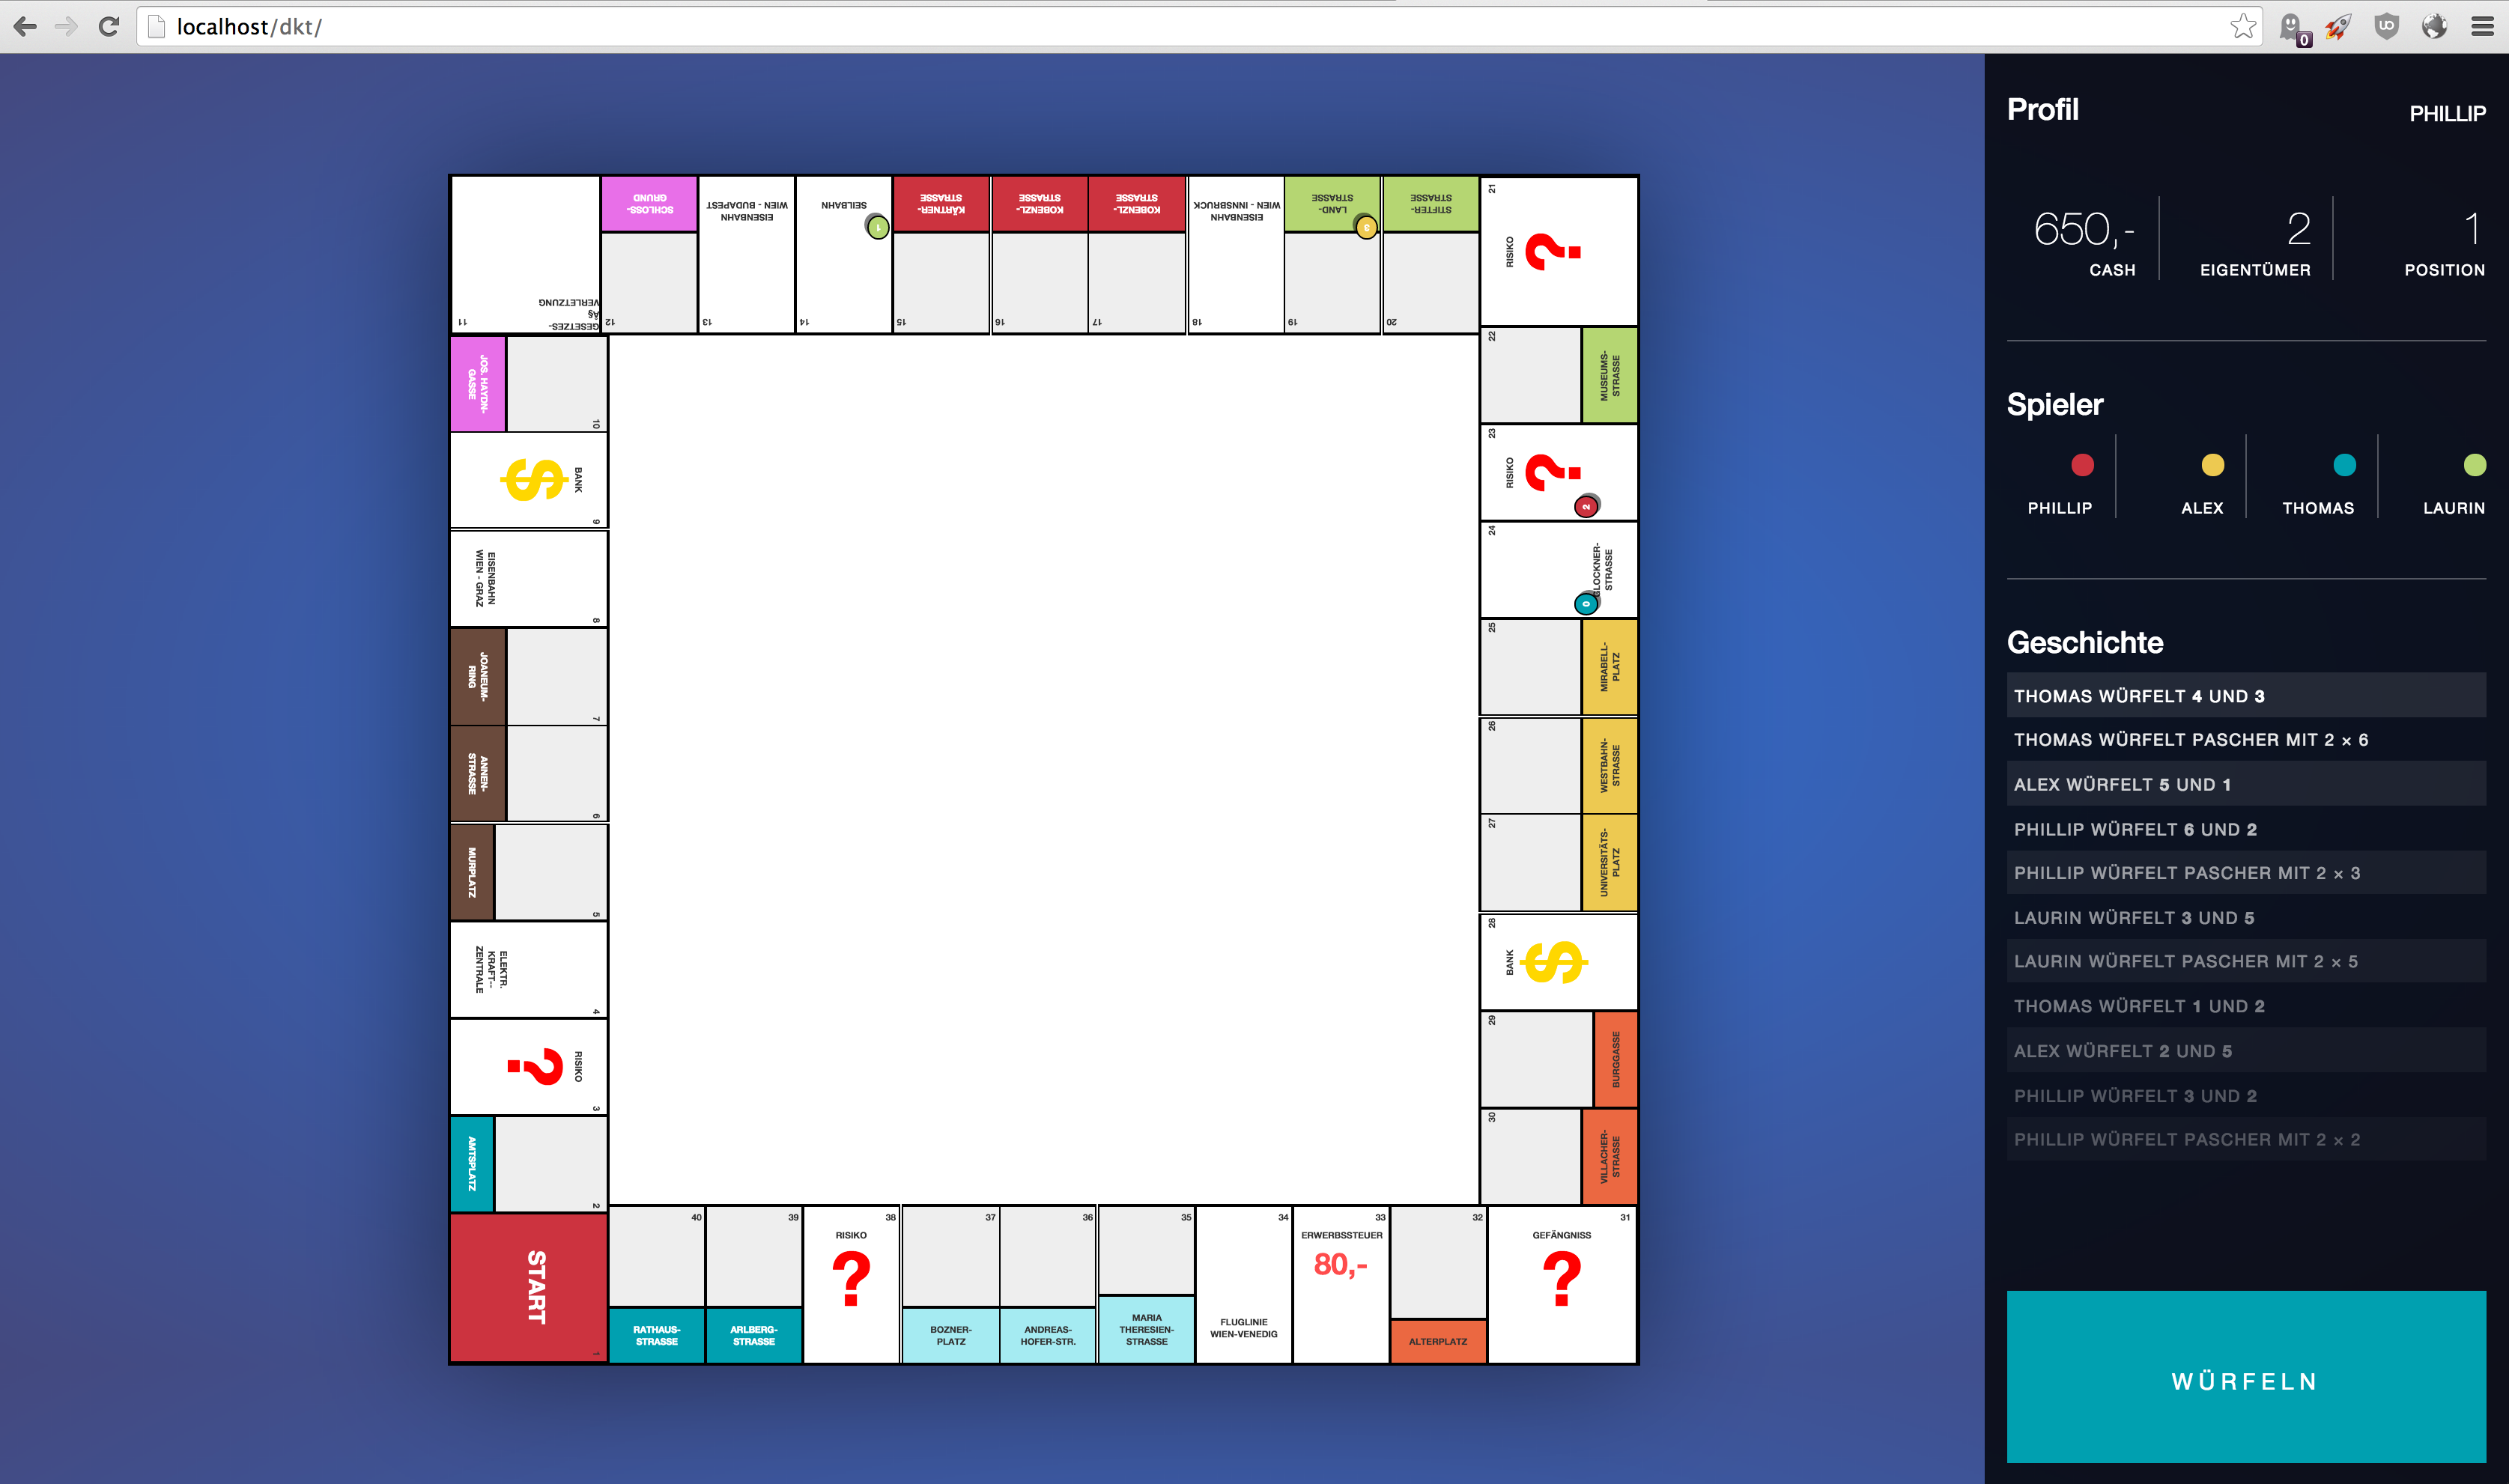 localhost/dkt/
0
UO
GESETZES-
Â§
VERLETZUNG
11
SCHLOSS-
GRUND
12
EISENBAHN
WIEN - BUDAPEST
13
SEILBAHN
1
14
KÄRTNER-
STRASSE
15
KOBENZL-
STRASSE
16
KOBENZL-
STRASSE
17
EISENBAHN
WIEN - INNSBRUCK
18
LAND-
STRASSE
3
19
STIFTER-
STRASSE
20
21
RISIKO
?
22
MUSEUMS-
STRASSE
23
RISIKO
?
2
24
GLOCKNER-
STRASSE
0
25
MIRABELL-
PLATZ
26
WESTBAHN-
STRASSE
27
UNIVERSITÄTS-
PLATZ
28
BANK
$
29
BURGGASSE
30
VILLACHER-
STRASSE
31
GEFÄNGNISS
?
32
ALTERPLATZ
33
ERWERBSSTEUER
80,-
34
FLUGLINIE
WIEN-VENEDIG
35
MARIA
THERESIEN-
STRASSE
36
ANDREAS-
HOFER-STR.
37
BOZNER-
PLATZ
38
RISIKO
?
39
ARLBERG-
STRASSE
40
RATHAUS-
STRASSE
START
1
AMTSPLATZ
2
RISIKO
?
3
ELEKTR.
KRAFT--
ZENTRALE
4
MURPLATZ
5
ANNEN-
STRASSE
6
JOANEUM-
RING
7
EISENBAHN
WIEN - GRAZ
8
BANK
$
9
JOS. HAYDN-
GASSE
10
Profil
PHILLIP
650,-
CASH
2
EIGENTÜMER
1
POSITION
Spieler
PHILLIP
ALEX
THOMAS
LAURIN
Geschichte
THOMAS WÜRFELT 4 UND 3
THOMAS WÜRFELT PASCHER MIT 2 × 6
ALEX WÜRFELT 5 UND 1
PHILLIP WÜRFELT 6 UND 2
PHILLIP WÜRFELT PASCHER MIT 2 × 3
LAURIN WÜRFELT 3 UND 5
LAURIN WÜRFELT PASCHER MIT 2 × 5
THOMAS WÜRFELT 1 UND 2
ALEX WÜRFELT 2 UND 5
PHILLIP WÜRFELT 3 UND 2
PHILLIP WÜRFELT PASCHER MIT 2 × 2
WÜRFELN